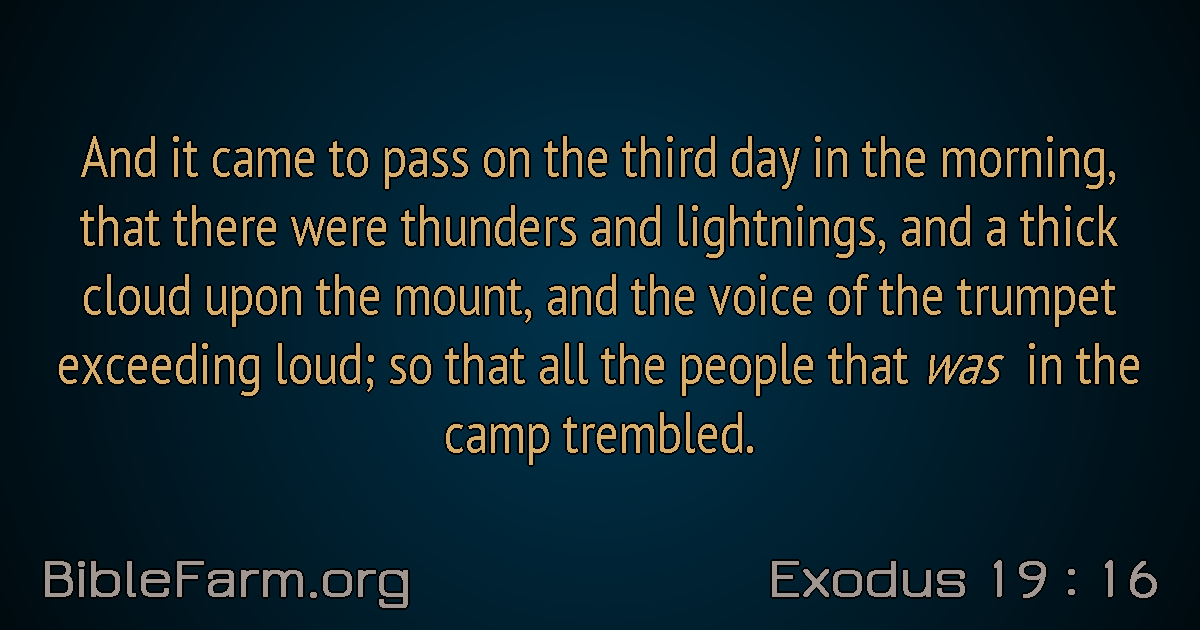 And it came to pass on the third day in the morning,
that there were thunders and lightnings, and a thick
cloud upon the mount, and the voice of the trumpet
exceeding loud; so that all the people that was in the
camp trembled.
BibleFarm.org
Exodus 19 : 16